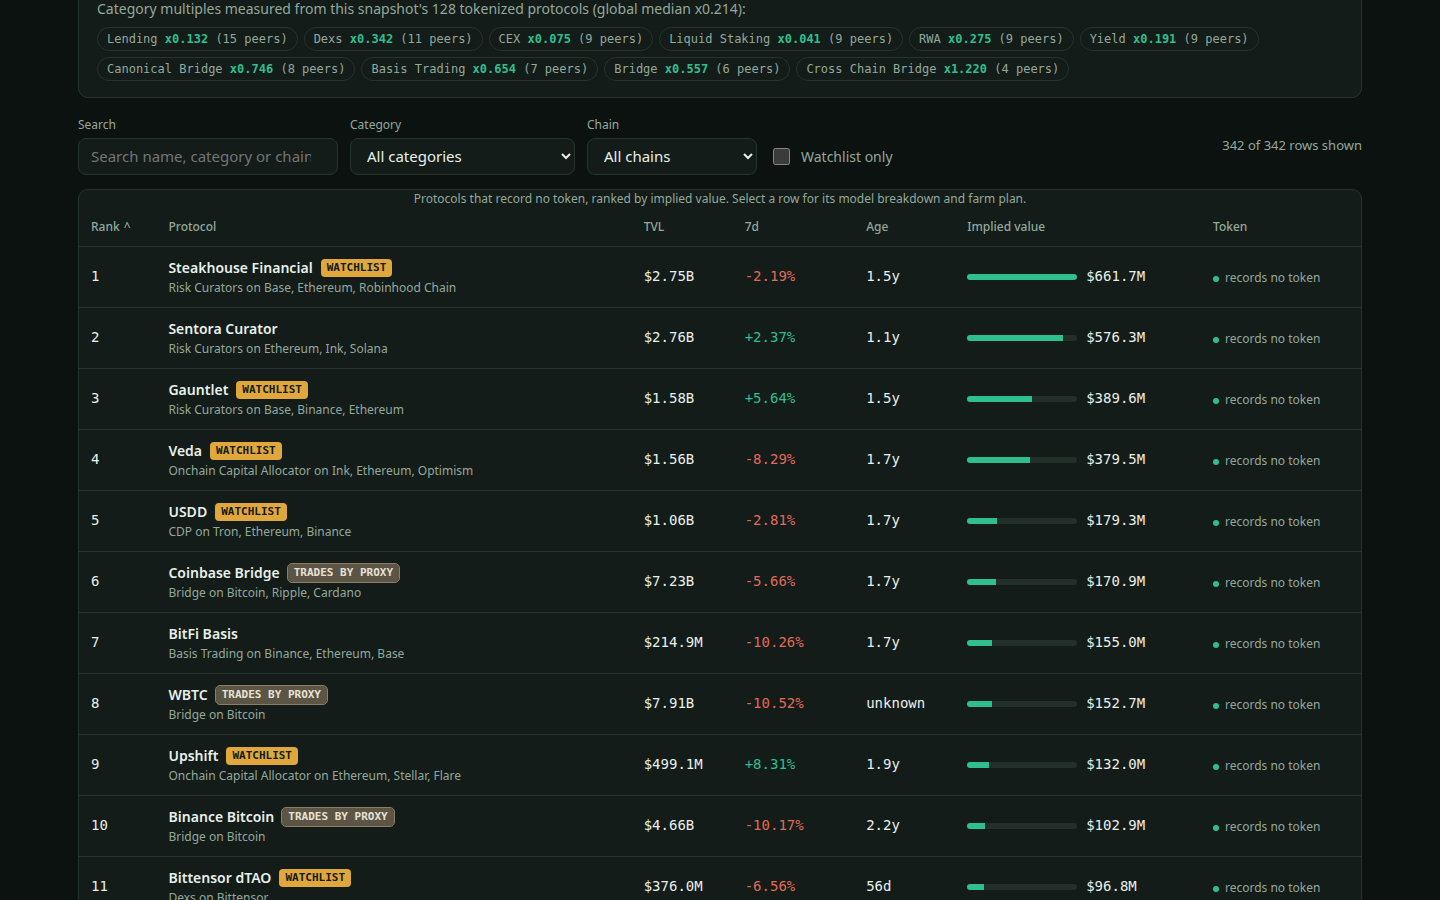 Category multiples measured from this snapshot's 128 tokenized protocols (global median x0.214):
Lending x0.132 (15 peers) Dexs x0.342 (11 peers) CEX x0.075 (9 peers) Liquid Staking x0.041 (9 peers) RWA x0.275 (9 peers) Yield x0.191 (9 peers)
Canonical Bridge x0.746 (8 peers) Basis Trading x0.654 (7 peers) Bridge x0.557 (6 peers) Cross Chain Bridge x1.220 (4 peers)
Search Category Chain
Search name, category or chain All categories All chains Watchlist only 342 of 342 rows shown
Protocols that record no token, ranked by implied value. Select a row for its model breakdown and farm plan.
Rank ^ Protocol TVL 7d Age Implied value Token
1 Steakhouse Financial WATCHLIST $2.75B -2.19% 1.5y $661.7M records no token
Risk Curators on Base, Ethereum, Robinhood Chain
2 Sentora Curator $2.76B +2.37% 1.1y $576.3M records no token
Risk Curators on Ethereum, Ink, Solana
3 Gauntlet WATCHLIST $1.58B +5.64% 1.5y $389.6M records no token
Risk Curators on Base, Binance, Ethereum
4 Veda WATCHLIST $1.56B -8.29% 1.7y $379.5M records no token
Onchain Capital Allocator on Ink, Ethereum, Optimism
5 USDD WATCHLIST $1.06B -2.81% 1.7y $179.3M records no token
CDP on Tron, Ethereum, Binance
6 Coinbase Bridge TRADES BY PROXY $7.23B -5.66% 1.7y $170.9M records no token
Bridge on Bitcoin, Ripple, Cardano
7 BitFi Basis $214.9M -10.26% 1.7y $155.0M records no token
Basis Trading on Binance, Ethereum, Base
8 WBTC TRADES BY PROXY $7.91B -10.52% unknown $152.7M records no token
Bridge on Bitcoin
9 Upshift WATCHLIST $499.1M +8.31% 1.9y $132.0M records no token
Onchain Capital Allocator on Ethereum, Stellar, Flare
10 Binance Bitcoin TRADES BY PROXY $4.66B -10.17% 2.2y $102.9M records no token
Bridge on Bitcoin
11 Bittensor dTAO WATCHLIST $376.0M -6.56% 56d $96.8M records no token
Dexs on Bittensor